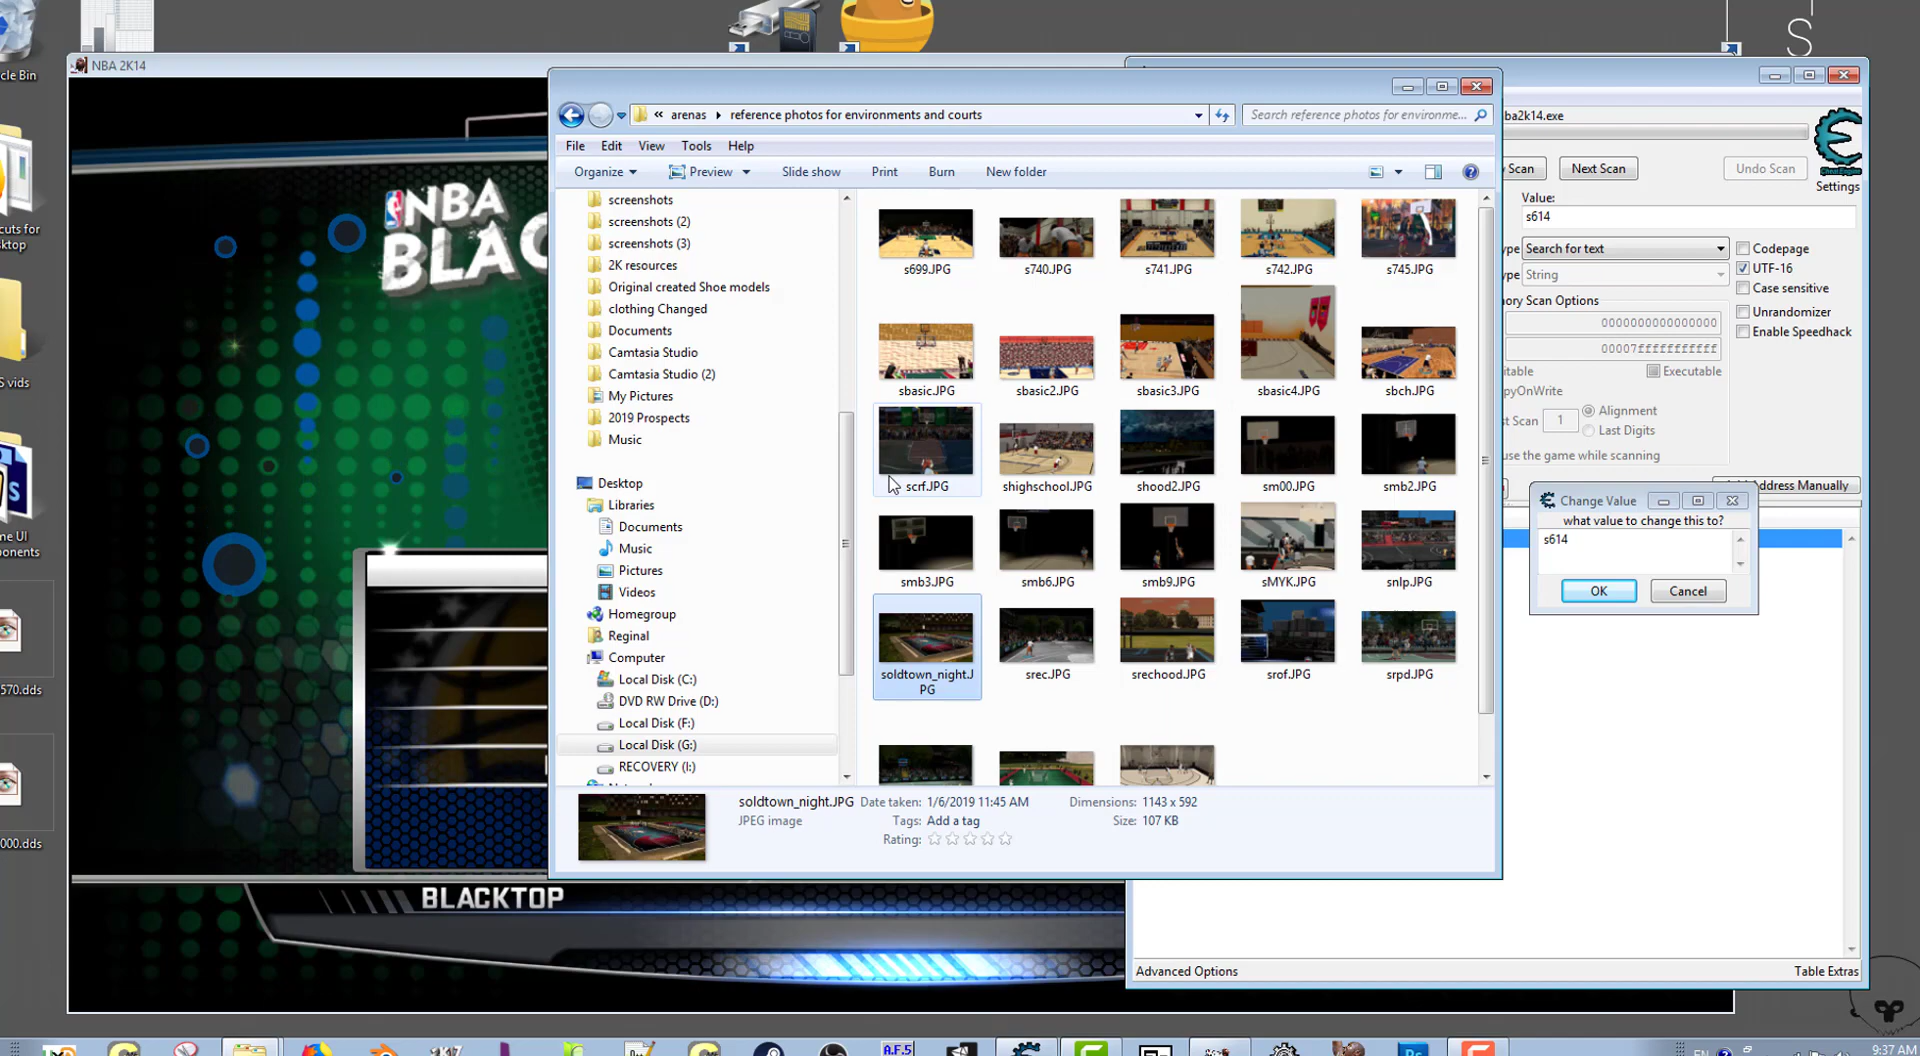 cle Bin
cuts for
sktop
S vids
me UI
ponents
570.dds
000.dds
S
NBA 2K14
NBA
BLAC
BLACKTOP
« arenas reference photos for environments and courts
Search reference photos for environme...
File Edit View Tools Help
Organize Preview Slide show Print Burn New folder
screenshots
screenshots (2)
screenshots (3)
2K resources
Original created Shoe models
clothing Changed
Documents
Camtasia Studio
Camtasia Studio (2)
My Pictures
2019 Prospects
Music
Desktop
Libraries
Documents
Music
Pictures
Videos
Homegroup
Reginal
Computer
Local Disk (C:)
DVD RW Drive (D:)
Local Disk (F:)
Local Disk (G:)
RECOVERY (I:)
s699.JPG s740.JPG s741.JPG s742.JPG s745.JPG
sbasic.JPG sbasic2.JPG sbasic3.JPG sbasic4.JPG sbch.JPG
scrf.JPG shighschool.JPG shood2.JPG sm00.JPG smb2.JPG
smb3.JPG smb6.JPG smb9.JPG sMYK.JPG snlp.JPG
soldtown_night.J
PG
srec.JPG srechood.JPG srof.JPG srpd.JPG
soldtown_night.JPG Date taken: 1/6/2019 11:45 AM Dimensions: 1143 x 592
JPEG image Tags: Add a tag Size: 107 KB
Rating:
ba2k14.exe
Scan Next Scan Undo Scan
Settings
Value:
s614
ype Search for text Codepage
ype String UTF-16
Case sensitive
ory Scan Options
Unrandomizer
0000000000000000
Enable Speedhack
00007fffffffffff
itable Executable
pyOnWrite
t Scan 1 Alignment
Last Digits
use the game while scanning
Address Manually
Change Value
what value to change this to?
s614
OK Cancel
Advanced Options Table Extras
2K17
A.F.5
EN
9:37 AM